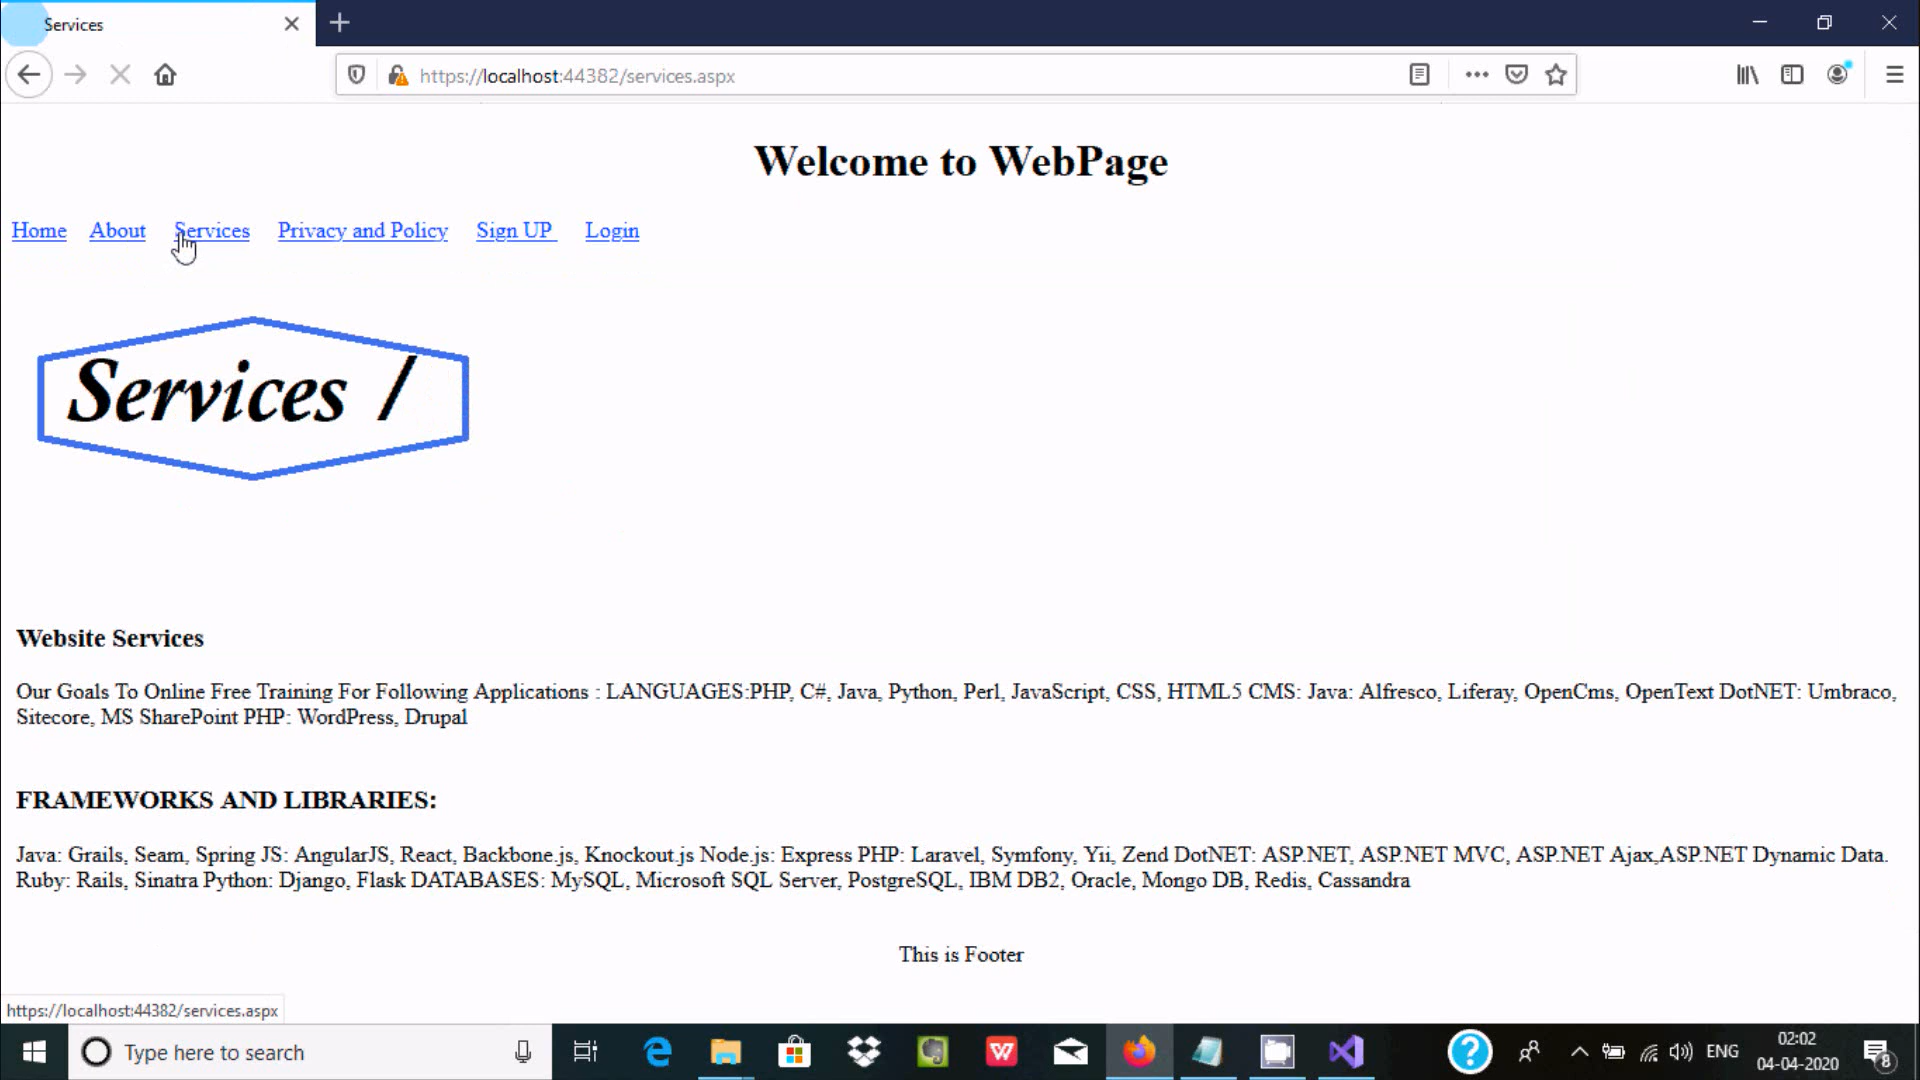 Services
https://localhost:44382/services.aspx
Welcome to WebPage
Home About Services Privacy and Policy Sign UP Login
Services /
Website Services
Our Goals To Online Free Training For Following Applications : LANGUAGES:PHP, C#, Java, Python, Perl, JavaScript, CSS, HTML5 CMS: Java: Alfresco, Liferay, OpenCms, OpenText DotNET: Umbraco,
Sitecore, MS SharePoint PHP: WordPress, Drupal
FRAMEWORKS AND LIBRARIES:
Java: Grails, Seam, Spring JS: AngularJS, React, Backbone.js, Knockout.js Node.js: Express PHP: Laravel, Symfony, Yii, Zend DotNET: ASP.NET, ASP.NET MVC, ASP.NET Ajax,ASP.NET Dynamic Data.
Ruby: Rails, Sinatra Python: Django, Flask DATABASES: MySQL, Microsoft SQL Server, PostgreSQL, IBM DB2, Oracle, Mongo DB, Redis, Cassandra
This is Footer
https://localhost:44382/services.aspx
Type here to search
ENG
02:02
04-04-2020
8